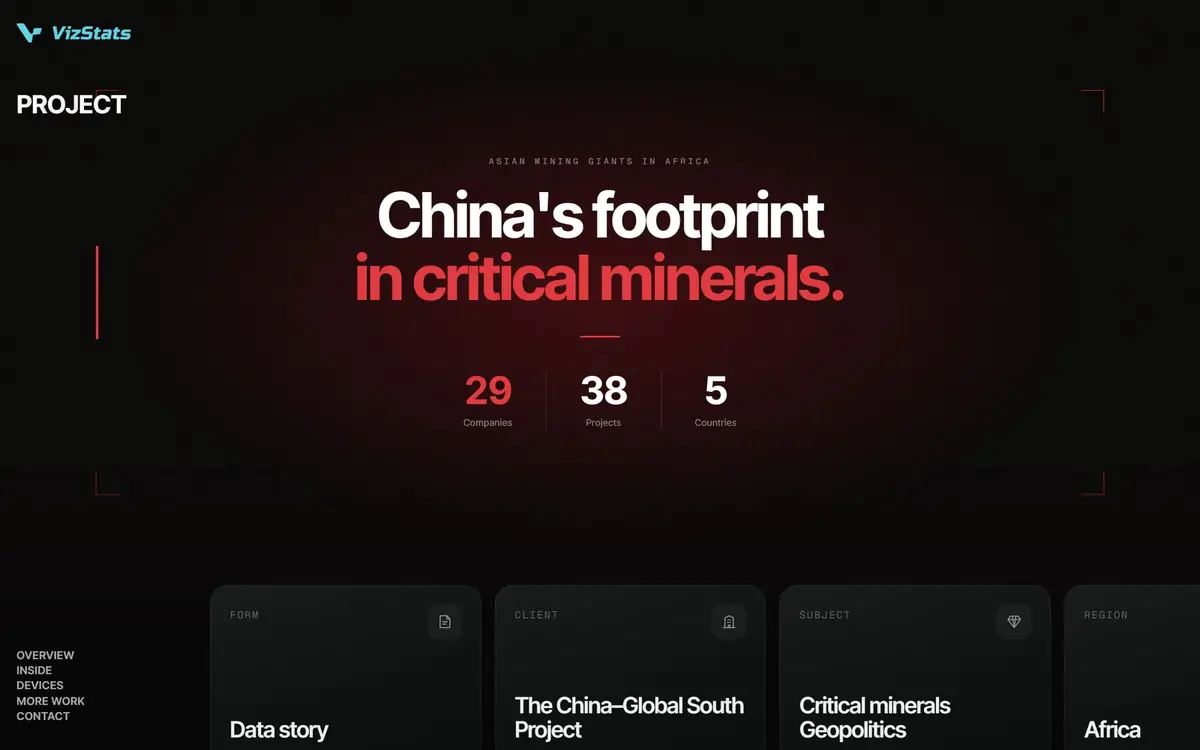 VizStats
PROJECT
ASIAN MINING GIANTS IN AFRICA
China's footprint
in critical minerals.
29
Companies
38
Projects
5
Countries
FORM
Data story
CLIENT
The China–Global South
Project
SUBJECT
Critical minerals
Geopolitics
REGION
Africa
OVERVIEW
INSIDE
DEVICES
MORE WORK
CONTACT